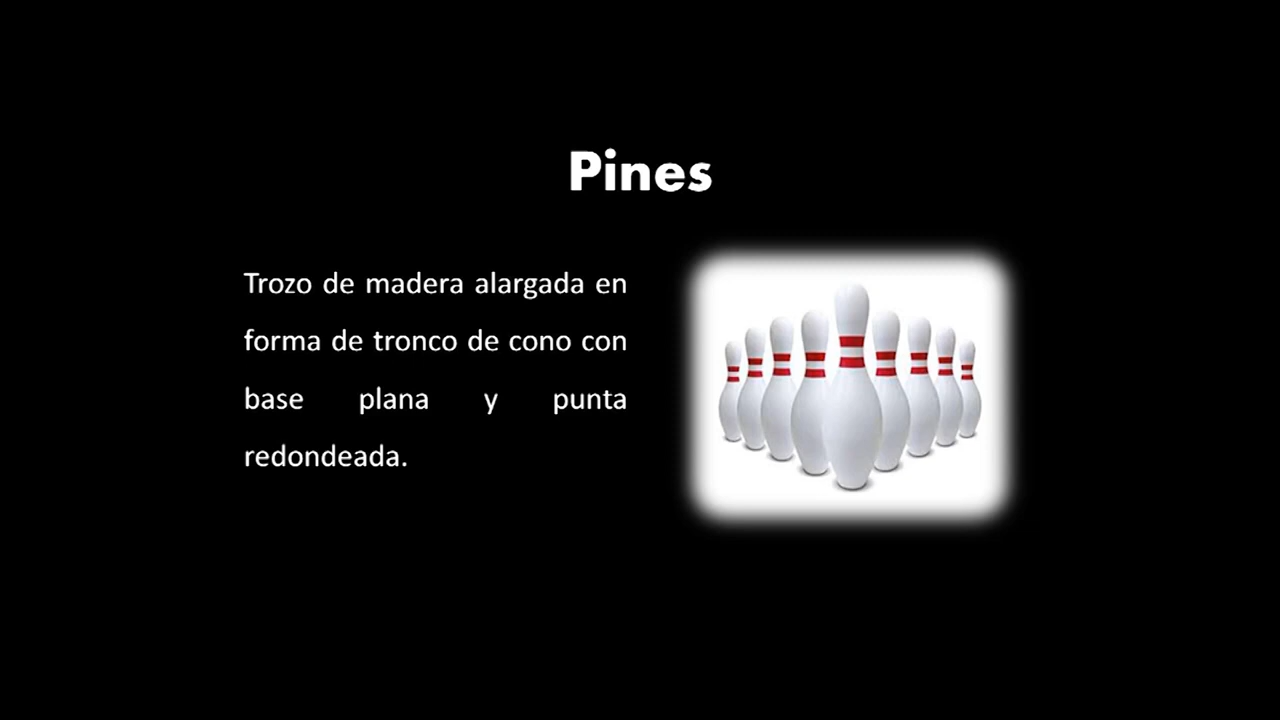 Pines
Trozo de madera alargada en
forma de tronco de cono con
base plana y punta
redondeada.